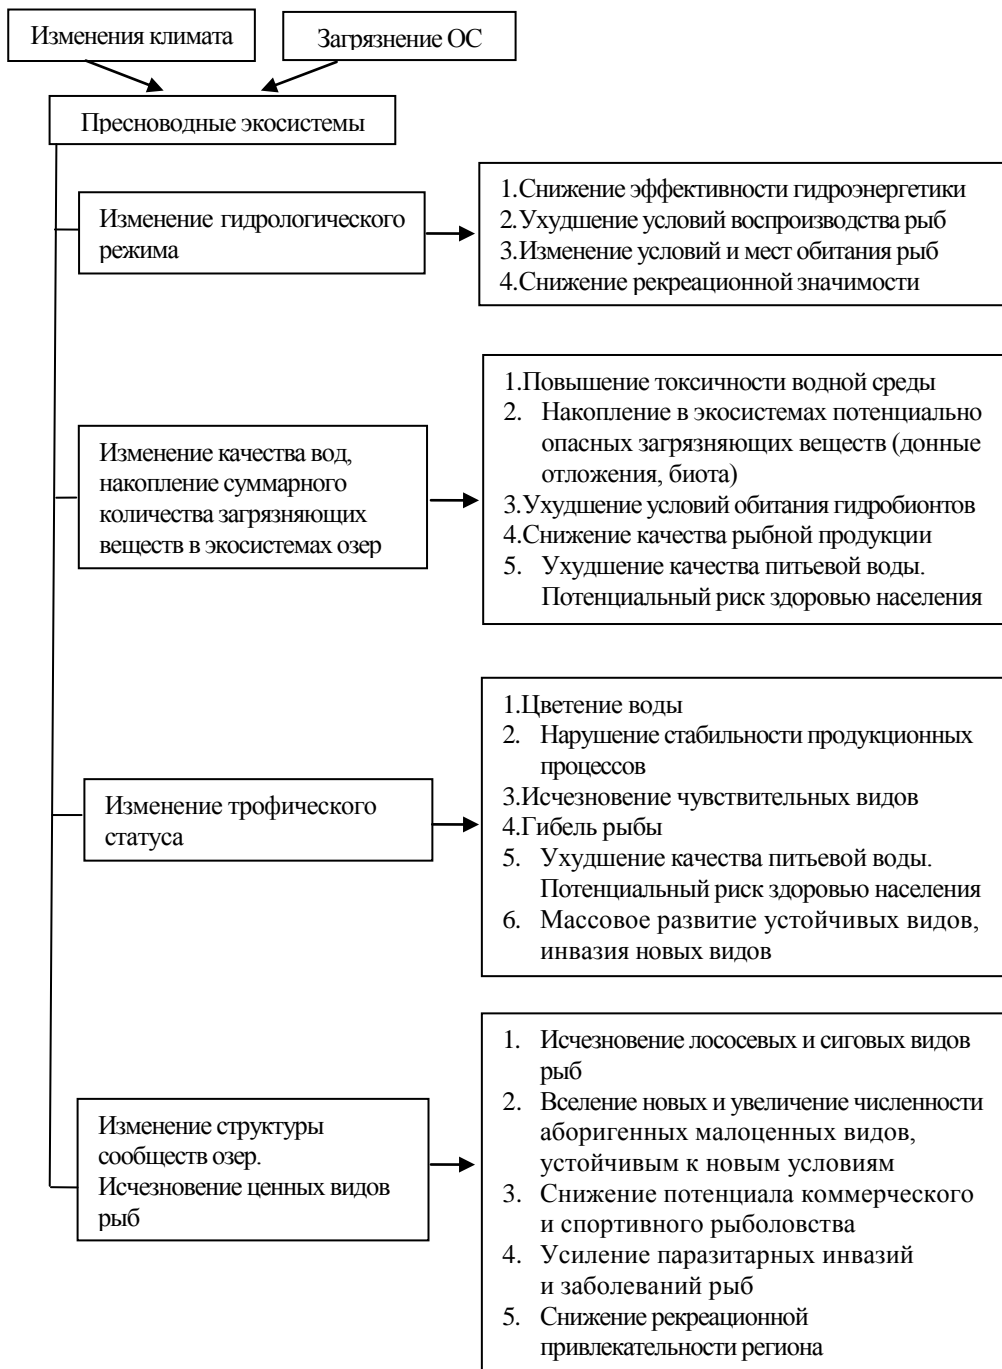 Изменения климата
Загрязнение ОС
Пресноводные экосистемы
Изменение гидрологического
режима
1.Снижение эффективности гидроэнергетики
2.Ухудшение условий воспроизводства рыб
3.Изменение условий и мест обитания рыб
4.Снижение рекреационной значимости
Изменение качества вод,
накопление суммарного
количества загрязняющих
веществ в экосистемах озер
1.Повышение токсичности водной среды
2. Накопление в экосистемах потенциально
опасных загрязняющих веществ (донные
отложения, биота)
3.Ухудшение условий обитания гидробионтов
4.Снижение качества рыбной продукции
5. Ухудшение качества питьевой воды.
Потенциальный риск здоровью населения
Изменение трофического
статуса
1.Цветение воды
2. Нарушение стабильности продукционных
процессов
3.Исчезновение чувствительных видов
4.Гибель рыбы
5. Ухудшение качества питьевой воды.
Потенциальный риск здоровью населения
6. Массовое развитие устойчивых видов,
инвазия новых видов
Изменение структуры
сообществ озер.
Исчезновение ценных видов
рыб
1. Исчезновение лососевых и сиговых видов
рыб
2. Вселение новых и увеличение численности
аборигенных малоценных видов,
устойчивым к новым условиям
3. Снижение потенциала коммерческого
и спортивного рыболовства
4. Усиление паразитарных инвазий
и заболеваний рыб
5. Снижение рекреационной
привлекательности региона